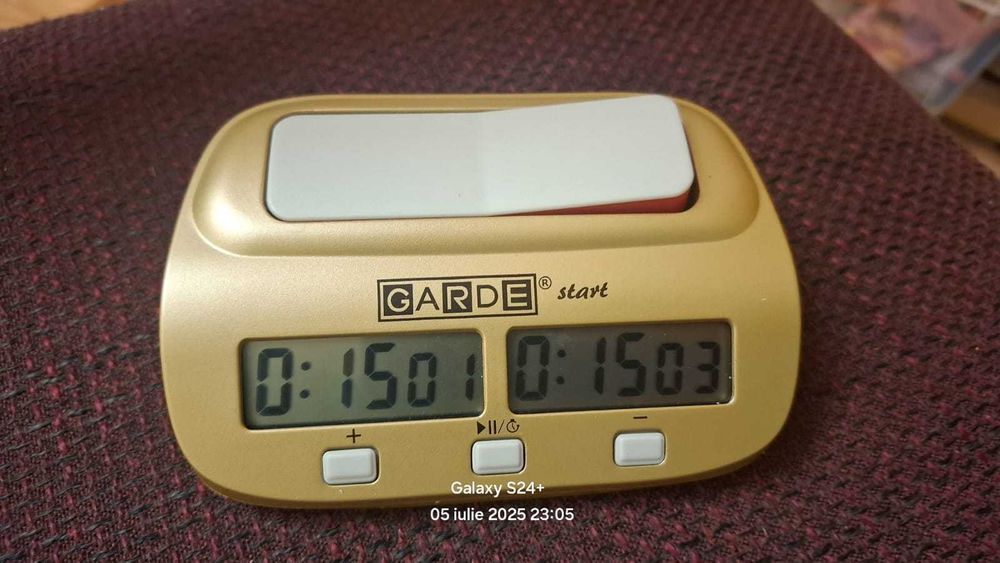 GARDE® start
0:1501 0:1503
+ ▶II/⏱ −
Galaxy S24+
05 iulie 2025 23:05